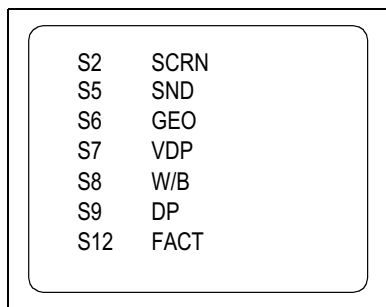 S2 SCRN
S5 SND
S6 GEO
S7 VDP
S8 W/B
S9 DP
S12 FACT